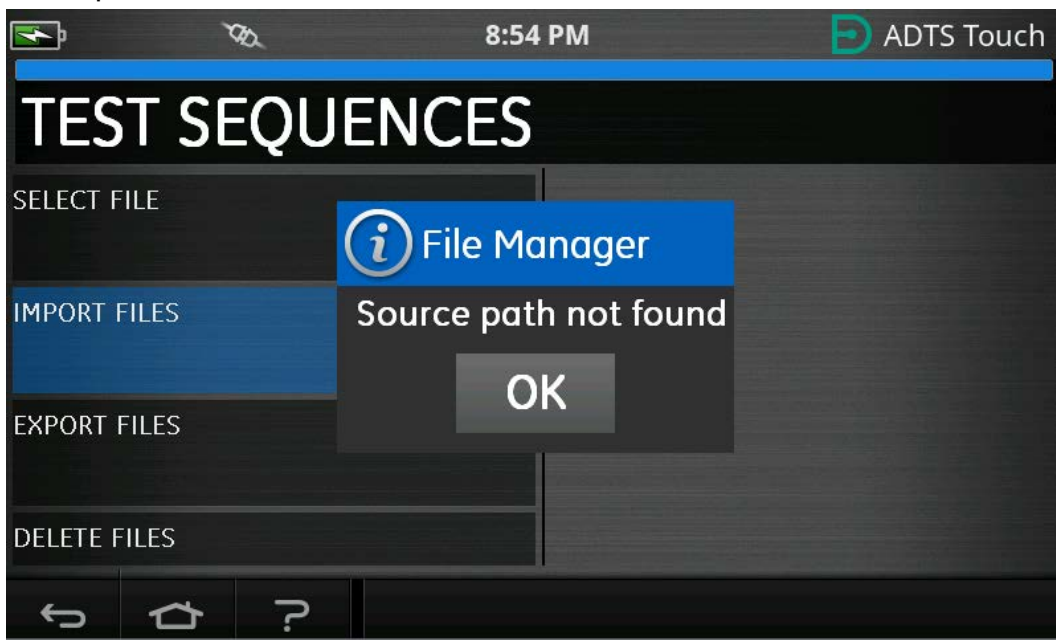 8:54 PM
ADTS Touch
TEST SEQUENCES
SELECT FILE
File Manager
IMPORT FILES
Source path not found
OK
EXPORT FILES
DELETE FILES
?